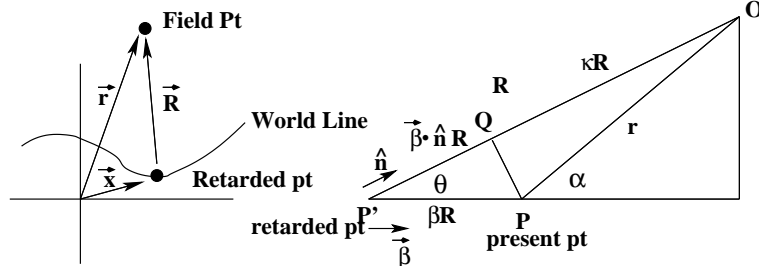 Field Pt
r
R
World Line
x
Retarded pt
O
κR
R
r
Q
β• n̂ R
n̂
θ
α
P'
βR
P
retarded pt
present pt
β